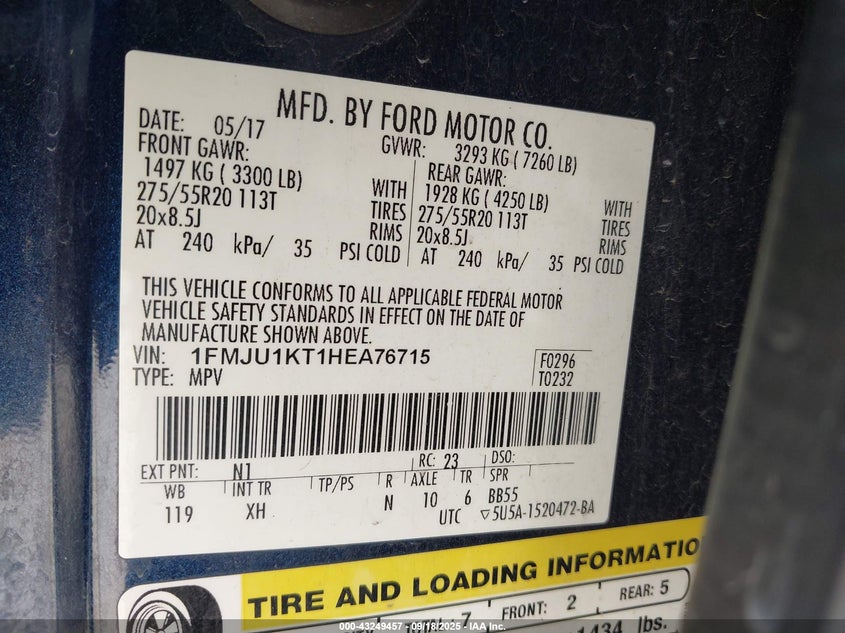 MFD. BY FORD MOTOR CO.
DATE: 05/17 GVWR: 3293 KG ( 7260 LB)
FRONT GAWR: REAR GAWR:
1497 KG ( 3300 LB) WITH 1928 KG ( 4250 LB) WITH
275/55R20 113T TIRES 275/55R20 113T TIRES
20x8.5J RIMS 20x8.5J RIMS
AT 240 kPa/ 35 PSI COLD AT 240 kPa/ 35 PSI COLD
THIS VEHICLE CONFORMS TO ALL APPLICABLE FEDERAL MOTOR
VEHICLE SAFETY STANDARDS IN EFFECT ON THE DATE OF
MANUFACTURE SHOWN ABOVE.
VIN: 1FMJU1KT1HEA76715 F0296
TYPE: MPV T0232
EXT PNT: N1 RC: 23 DSO:
WB INT TR TP/PS R AXLE TR SPR
119 XH N 10 6 BB55
UTC ▽5U5A-1520472-BA
TIRE AND LOADING INFORMATIO
7 FRONT: 2 REAR: 5
1434 lbs.
000-43249457 - 09/18/2025 - IAA Inc.